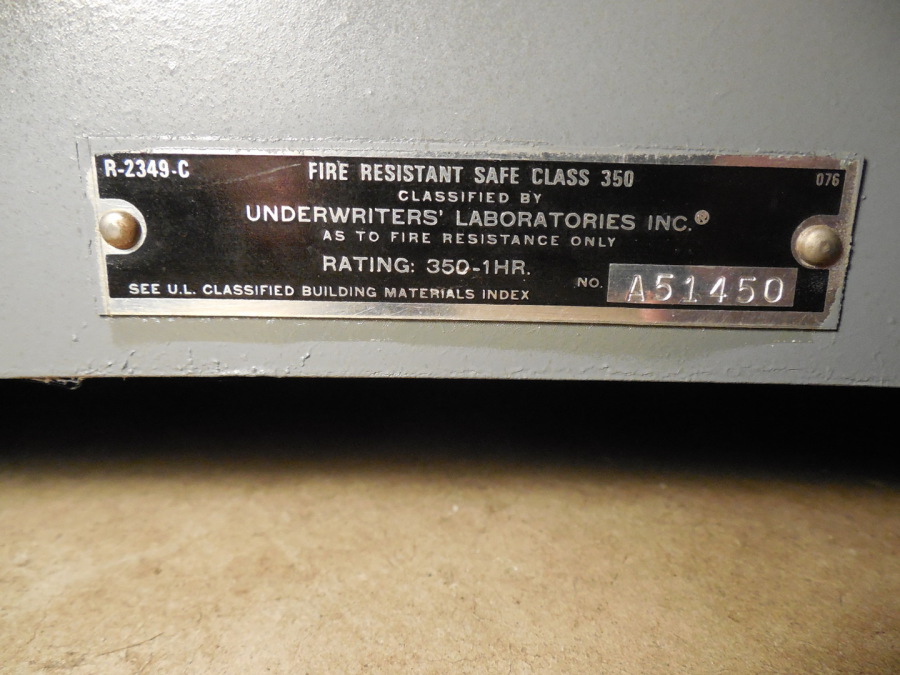 R-2349-C
FIRE RESISTANT SAFE CLASS 350
076
CLASSIFIED BY
UNDERWRITERS' LABORATORIES INC.®
AS TO FIRE RESISTANCE ONLY
RATING: 350-1HR.
SEE U.L. CLASSIFIED BUILDING MATERIALS INDEX
NO. A51450